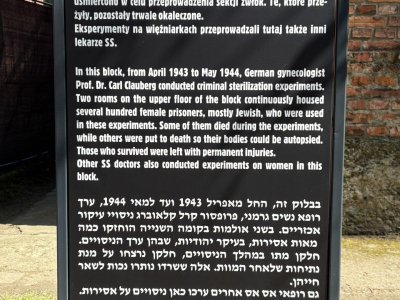 uśmiercono w celu przeprowadzenia sekcji zwłok. Te, które prze-
żyły, pozostały trwale okaleczone.
Eksperymenty na więźniarkach przeprowadzali tutaj także inni
lekarze SS.
In this block, from April 1943 to May 1944, German gynecologist
Prof. Dr. Carl Clauberg conducted criminal sterilization experiments.
Two rooms on the upper floor of the block continuously housed
several hundred female prisoners, mostly Jewish, who were
used in these experiments. Some of them died during the experiments,
while others were put to death so their bodies could be autopsied.
Those who survived were left with permanent injuries.
Other SS doctors also conducted experiments on women in this
block.
בבלוק זה, החל מאפריל 1943 ועד למאי 1944, ערך
רופא נשים גרמני, פרופסור קרל קלאוברג ניסויי עיקור
אכזריים. בשני אולמות בקומה השנייה הוחזקו כמה
מאות אסירות, בעיקר יהודיות, שבהן ערך הניסויים.
חלקן מתו במהלך הניסויים, חלקן נרצחו על מנת
נתיחות שלאחר המוות. אלה ששרדו נותרו נכות לשאר
חייהן.
גם רופאי אס אס אחרים ערכו כאן ניסויים על אסירות.